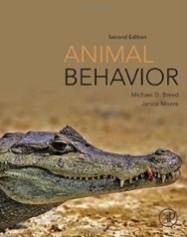 Second Edition
ANIMAL
BEHAVIOR
Michael D. Breed
Janice Moore